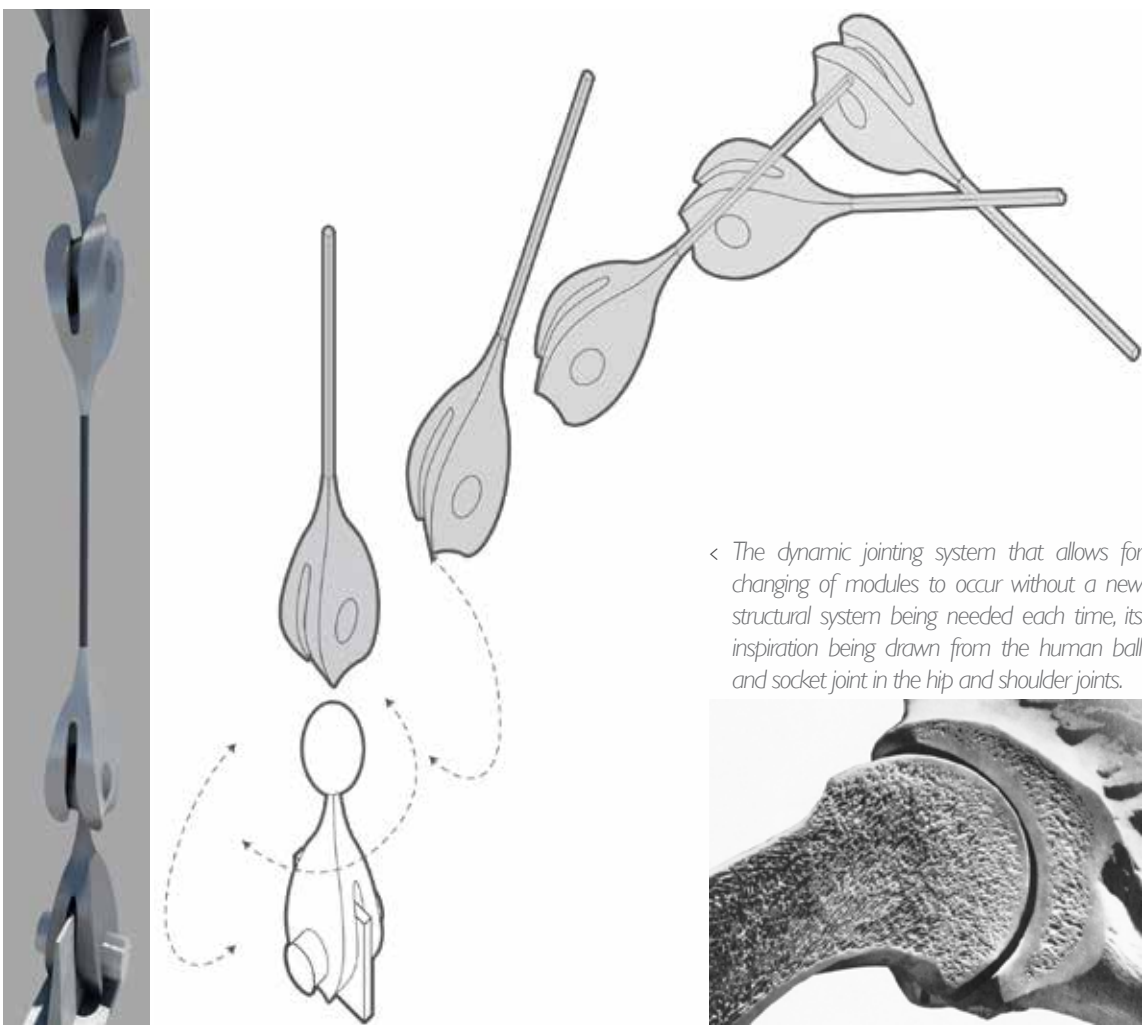 < The dynamic jointing system that allows for
changing of modules to occur without a new
structural system being needed each time, its
inspiration being drawn from the human ball
and socket joint in the hip and shoulder joints.